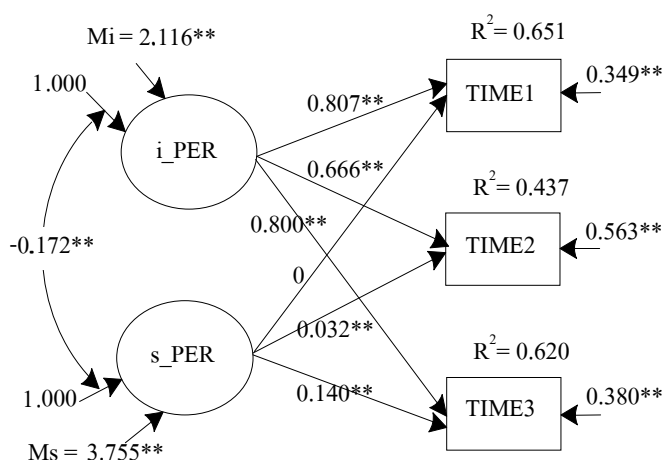 Mi = 2.116**
R² = 0.651
1.000
0.349**
TIME1
0.807**
i_PER
0.666**
R² = 0.437
0.800**
0.563**
-0.172**
TIME2
0
0.032**
s_PER
R² = 0.620
0.140**
1.000
TIME3
0.380**
Ms = 3.755**